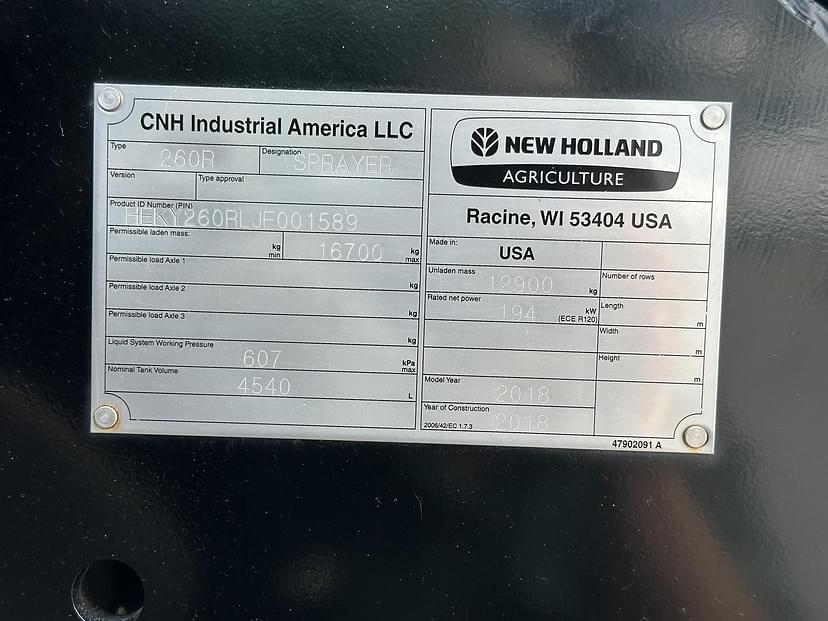 CNH Industrial America LLC
Type 260R Designation SPRAYER
Version Type approval
Product ID Number (PIN)
HEKY260RLJF001589
Permissible laden mass: kg min 16700 kg max
Permissible load Axle 1 kg
Permissible load Axle 2 kg
Permissible load Axle 3 kg
Liquid System Working Pressure 607 kPa max
Nominal Tank Volume 4540 L
NEW HOLLAND
AGRICULTURE
Racine, WI 53404 USA
Made in: USA
Unladen mass 12900 kg
Number of rows
Rated net power 194 kW (ECE R120)
Length m
Width m
Height m
Model Year 2018
Year of Construction 2018
2006/42/EC 1.7.3
47902091 A